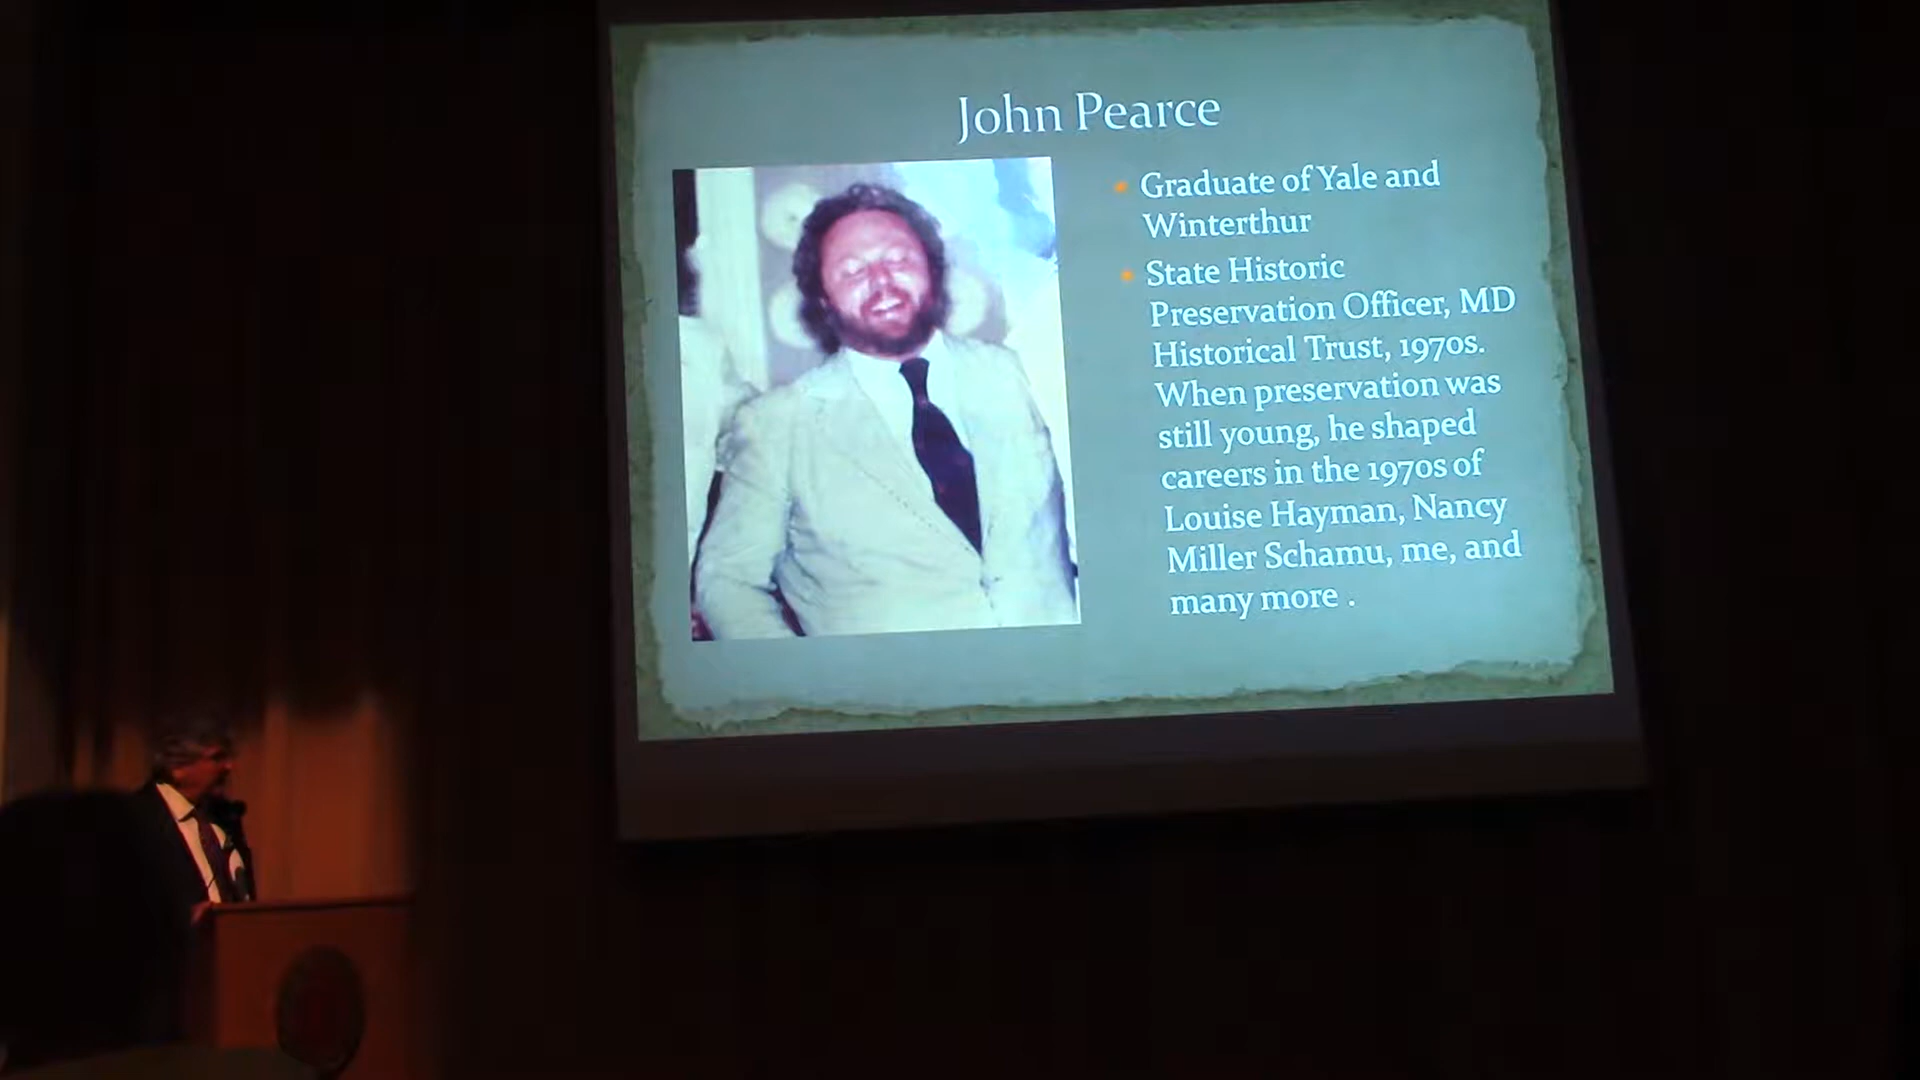 John Pearce
• Graduate of Yale and
Winterthur
• State Historic
Preservation Officer, MD
Historical Trust, 1970s.
When preservation was
still young, he shaped
careers in the 1970s of
Louise Hayman, Nancy
Miller Schamu, me, and
many more .